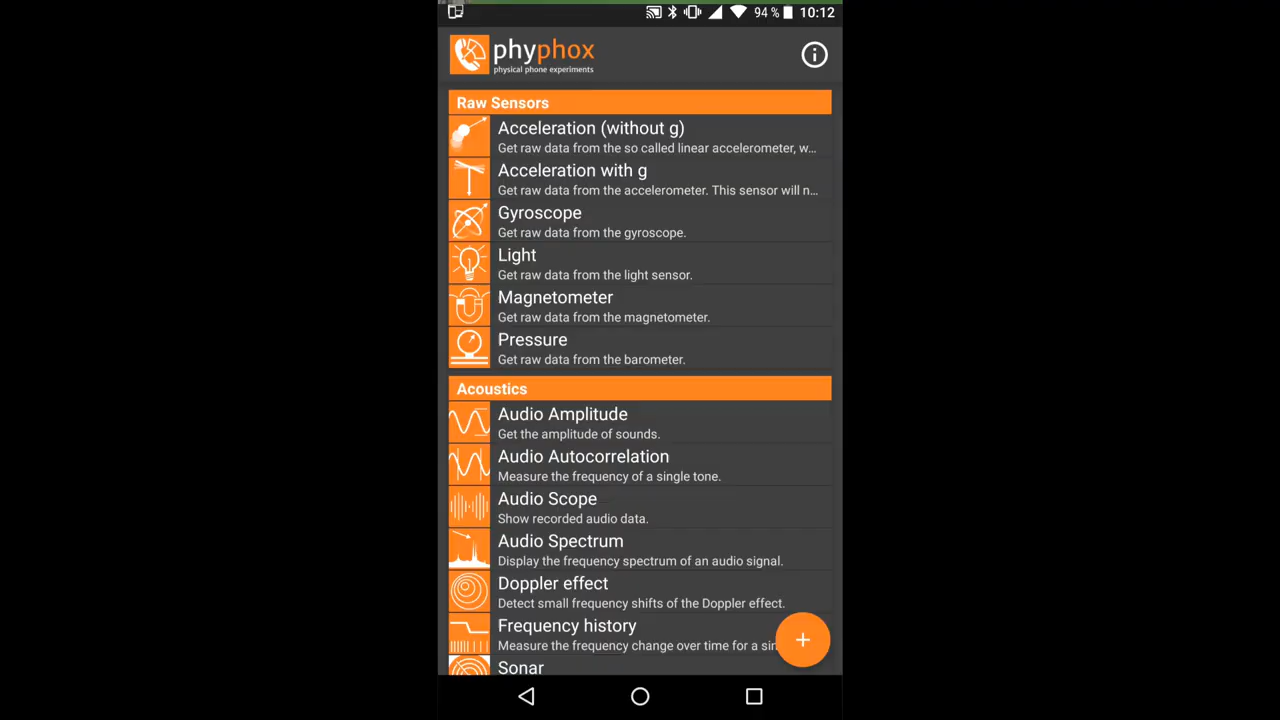 94 % 10:12
phyphox
physical phone experiments
Raw Sensors
Acceleration (without g)
Get raw data from the so called linear accelerometer, w…
Acceleration with g
Get raw data from the accelerometer. This sensor will n…
Gyroscope
Get raw data from the gyroscope.
Light
Get raw data from the light sensor.
Magnetometer
Get raw data from the magnetometer.
Pressure
Get raw data from the barometer.
Acoustics
Audio Amplitude
Get the amplitude of sounds.
Audio Autocorrelation
Measure the frequency of a single tone.
Audio Scope
Show recorded audio data.
Audio Spectrum
Display the frequency spectrum of an audio signal.
Doppler effect
Detect small frequency shifts of the Doppler effect.
Frequency history
Measure the frequency change over time for a sin
Sonar